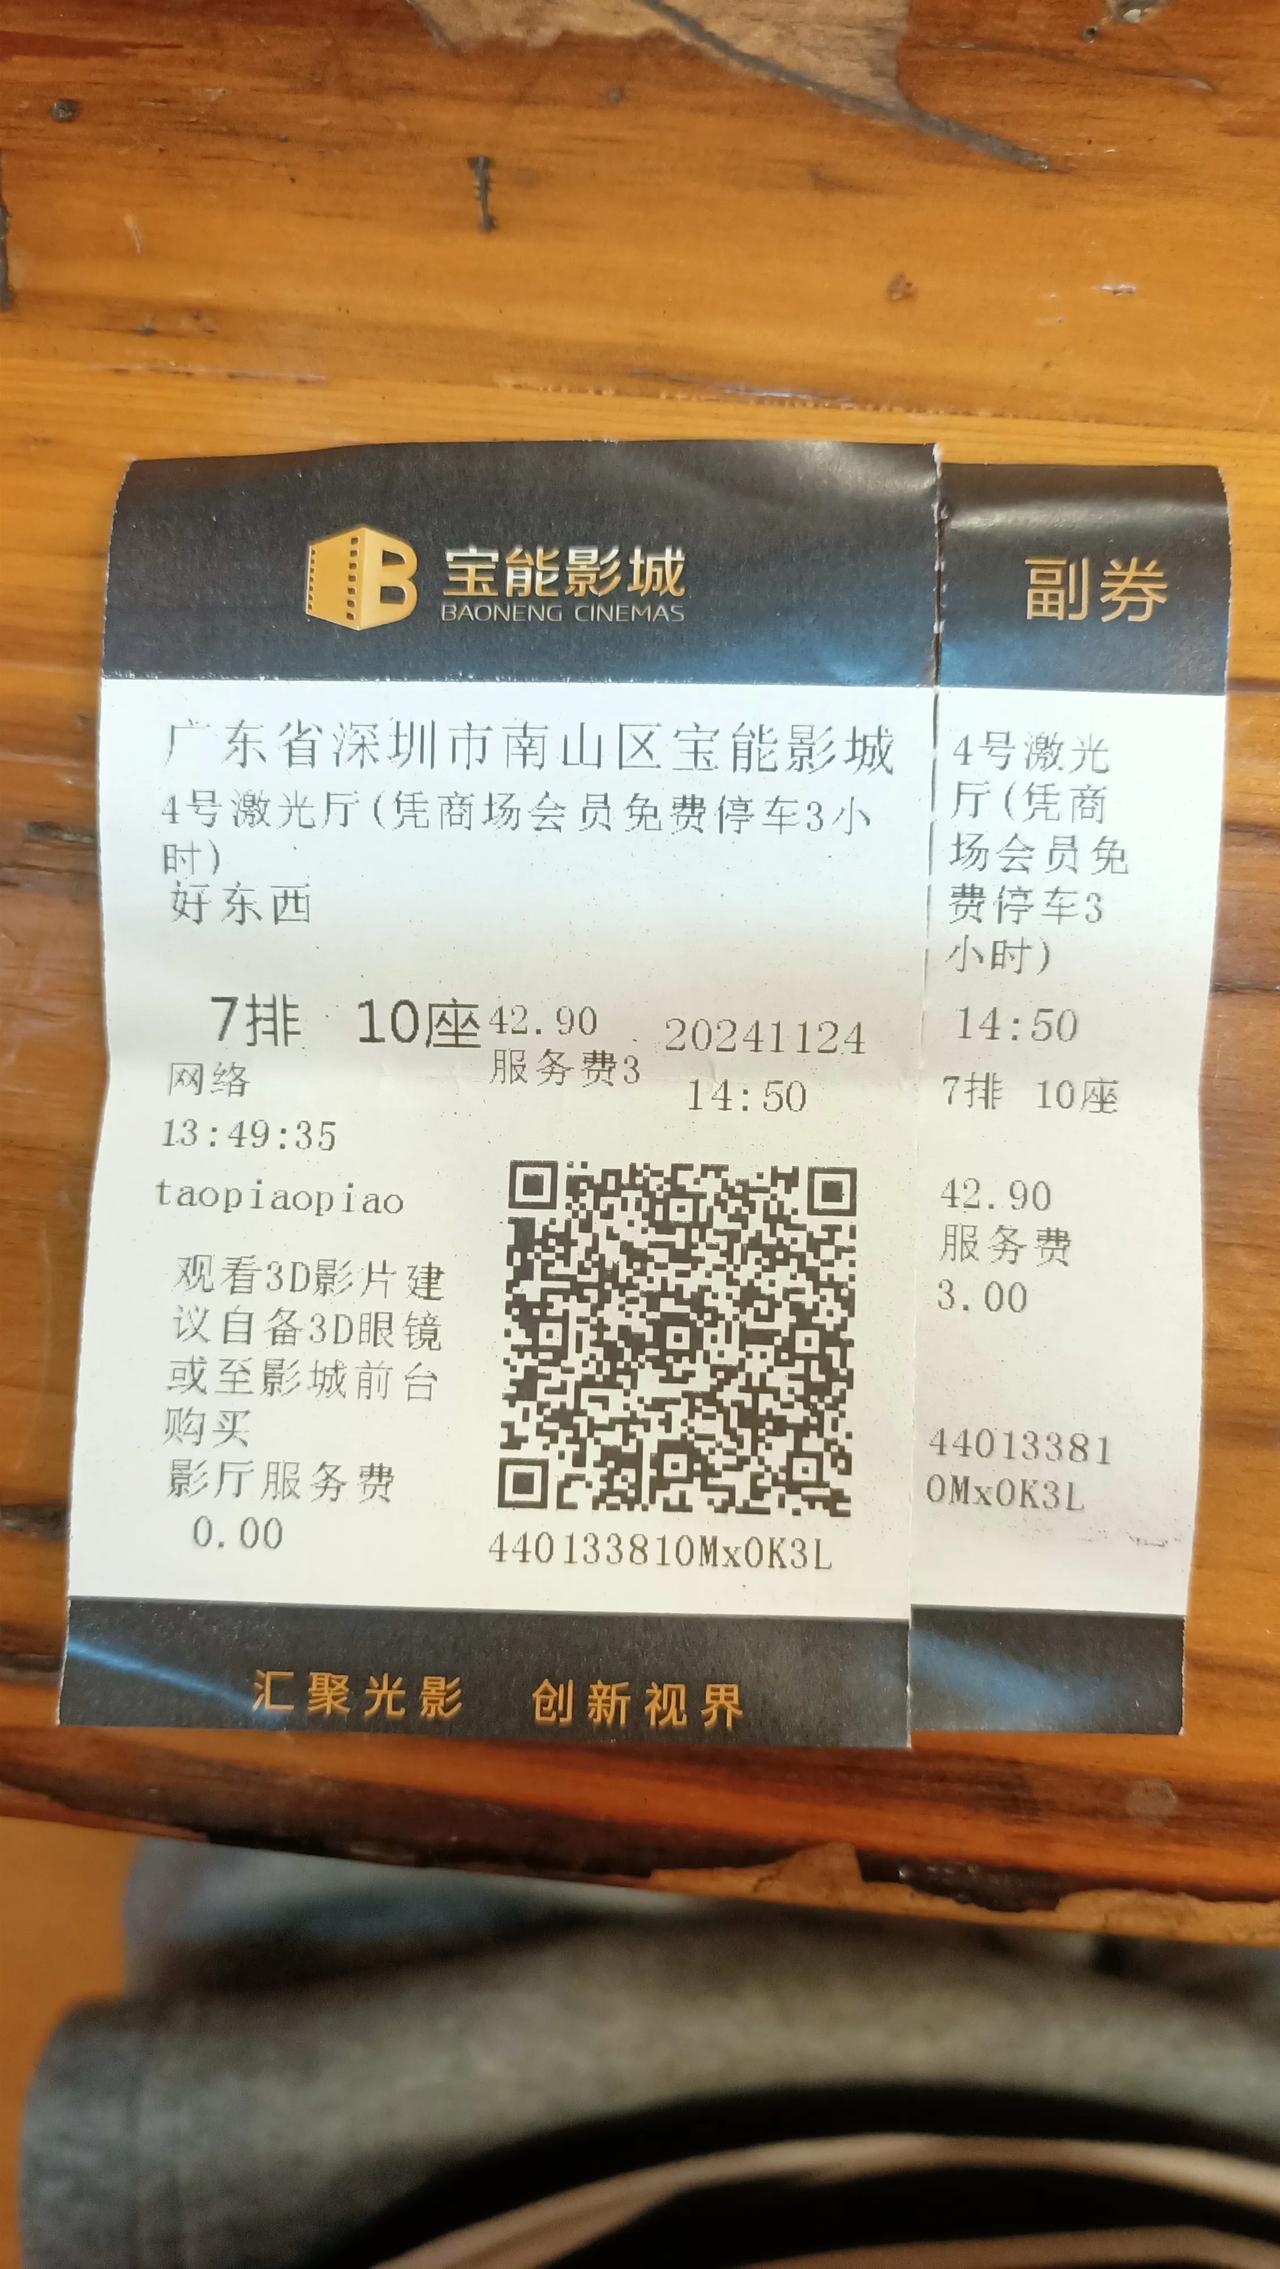 宝能影城
BAONENG CINEMAS
广东省深圳市南山区宝能影城
4号激光厅(凭商场会员免费停车3小
时)
好东西
7排 10座
42.90
服务费3
20241124
14:50
网络
13:49:35
taopiaopiao
观看3D影片建
议自备3D眼镜
或至影城前台
购买
影厅服务费
0.00
440133810MxOK3L
汇聚光影 创新视界
副券
4号激光
厅(凭商
场会员免
费停车3
小时)
14:50
7排 10座
42.90
服务费
3.00
44013381
0MxOK3L